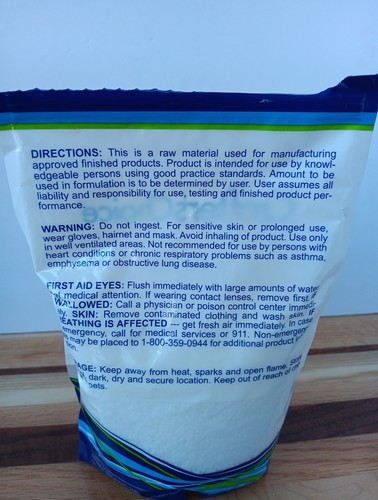 DIRECTIONS: This is a raw material used for manufacturing
approved finished products. Product is intended for use by knowl-
edgeable persons using good practice standards. Amount to be
used in formulation is to be determined by user. User assumes all
liability and responsibility for use, testing and finished product per-
formance.
WARNING: Do not ingest. For sensitive skin or prolonged use,
wear gloves, hairnet and mask. Avoid inhaling of product. Use only
in well ventilated areas. Not recommended for use by persons with
heart conditions or chronic respiratory problems such as asthma,
emphysema or obstructive lung disease.
FIRST AID EYES: Flush immediately with large amounts of water
medical attention. If wearing contact lenses, remove first.
WALLOWED: Call a physician or poison control center immedi-
ly. SKIN: Remove contaminated clothing and wash skin. IF
EATHING IS AFFECTED --- get fresh air immediately. In case
emergency, call for medical services or 911. Non-emergency
s may be placed to 1-800-359-0944 for additional product
AGE: Keep away from heat, sparks and open flame. Store
dark, dry and secure location. Keep out of reach of
pets.